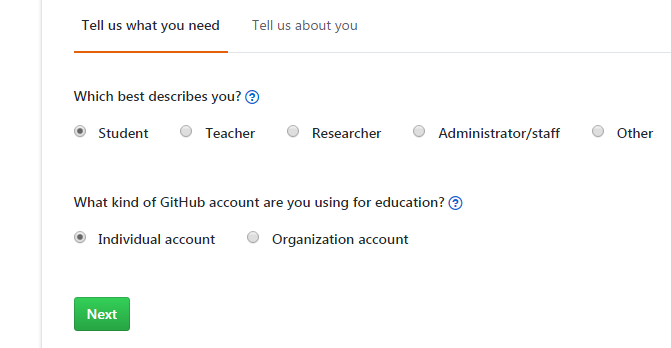 Tell us what you need Tell us about you
Which best describes you? ?
Student Teacher Researcher Administrator/staff Other
What kind of GitHub account are you using for education? ?
Individual account Organization account
Next